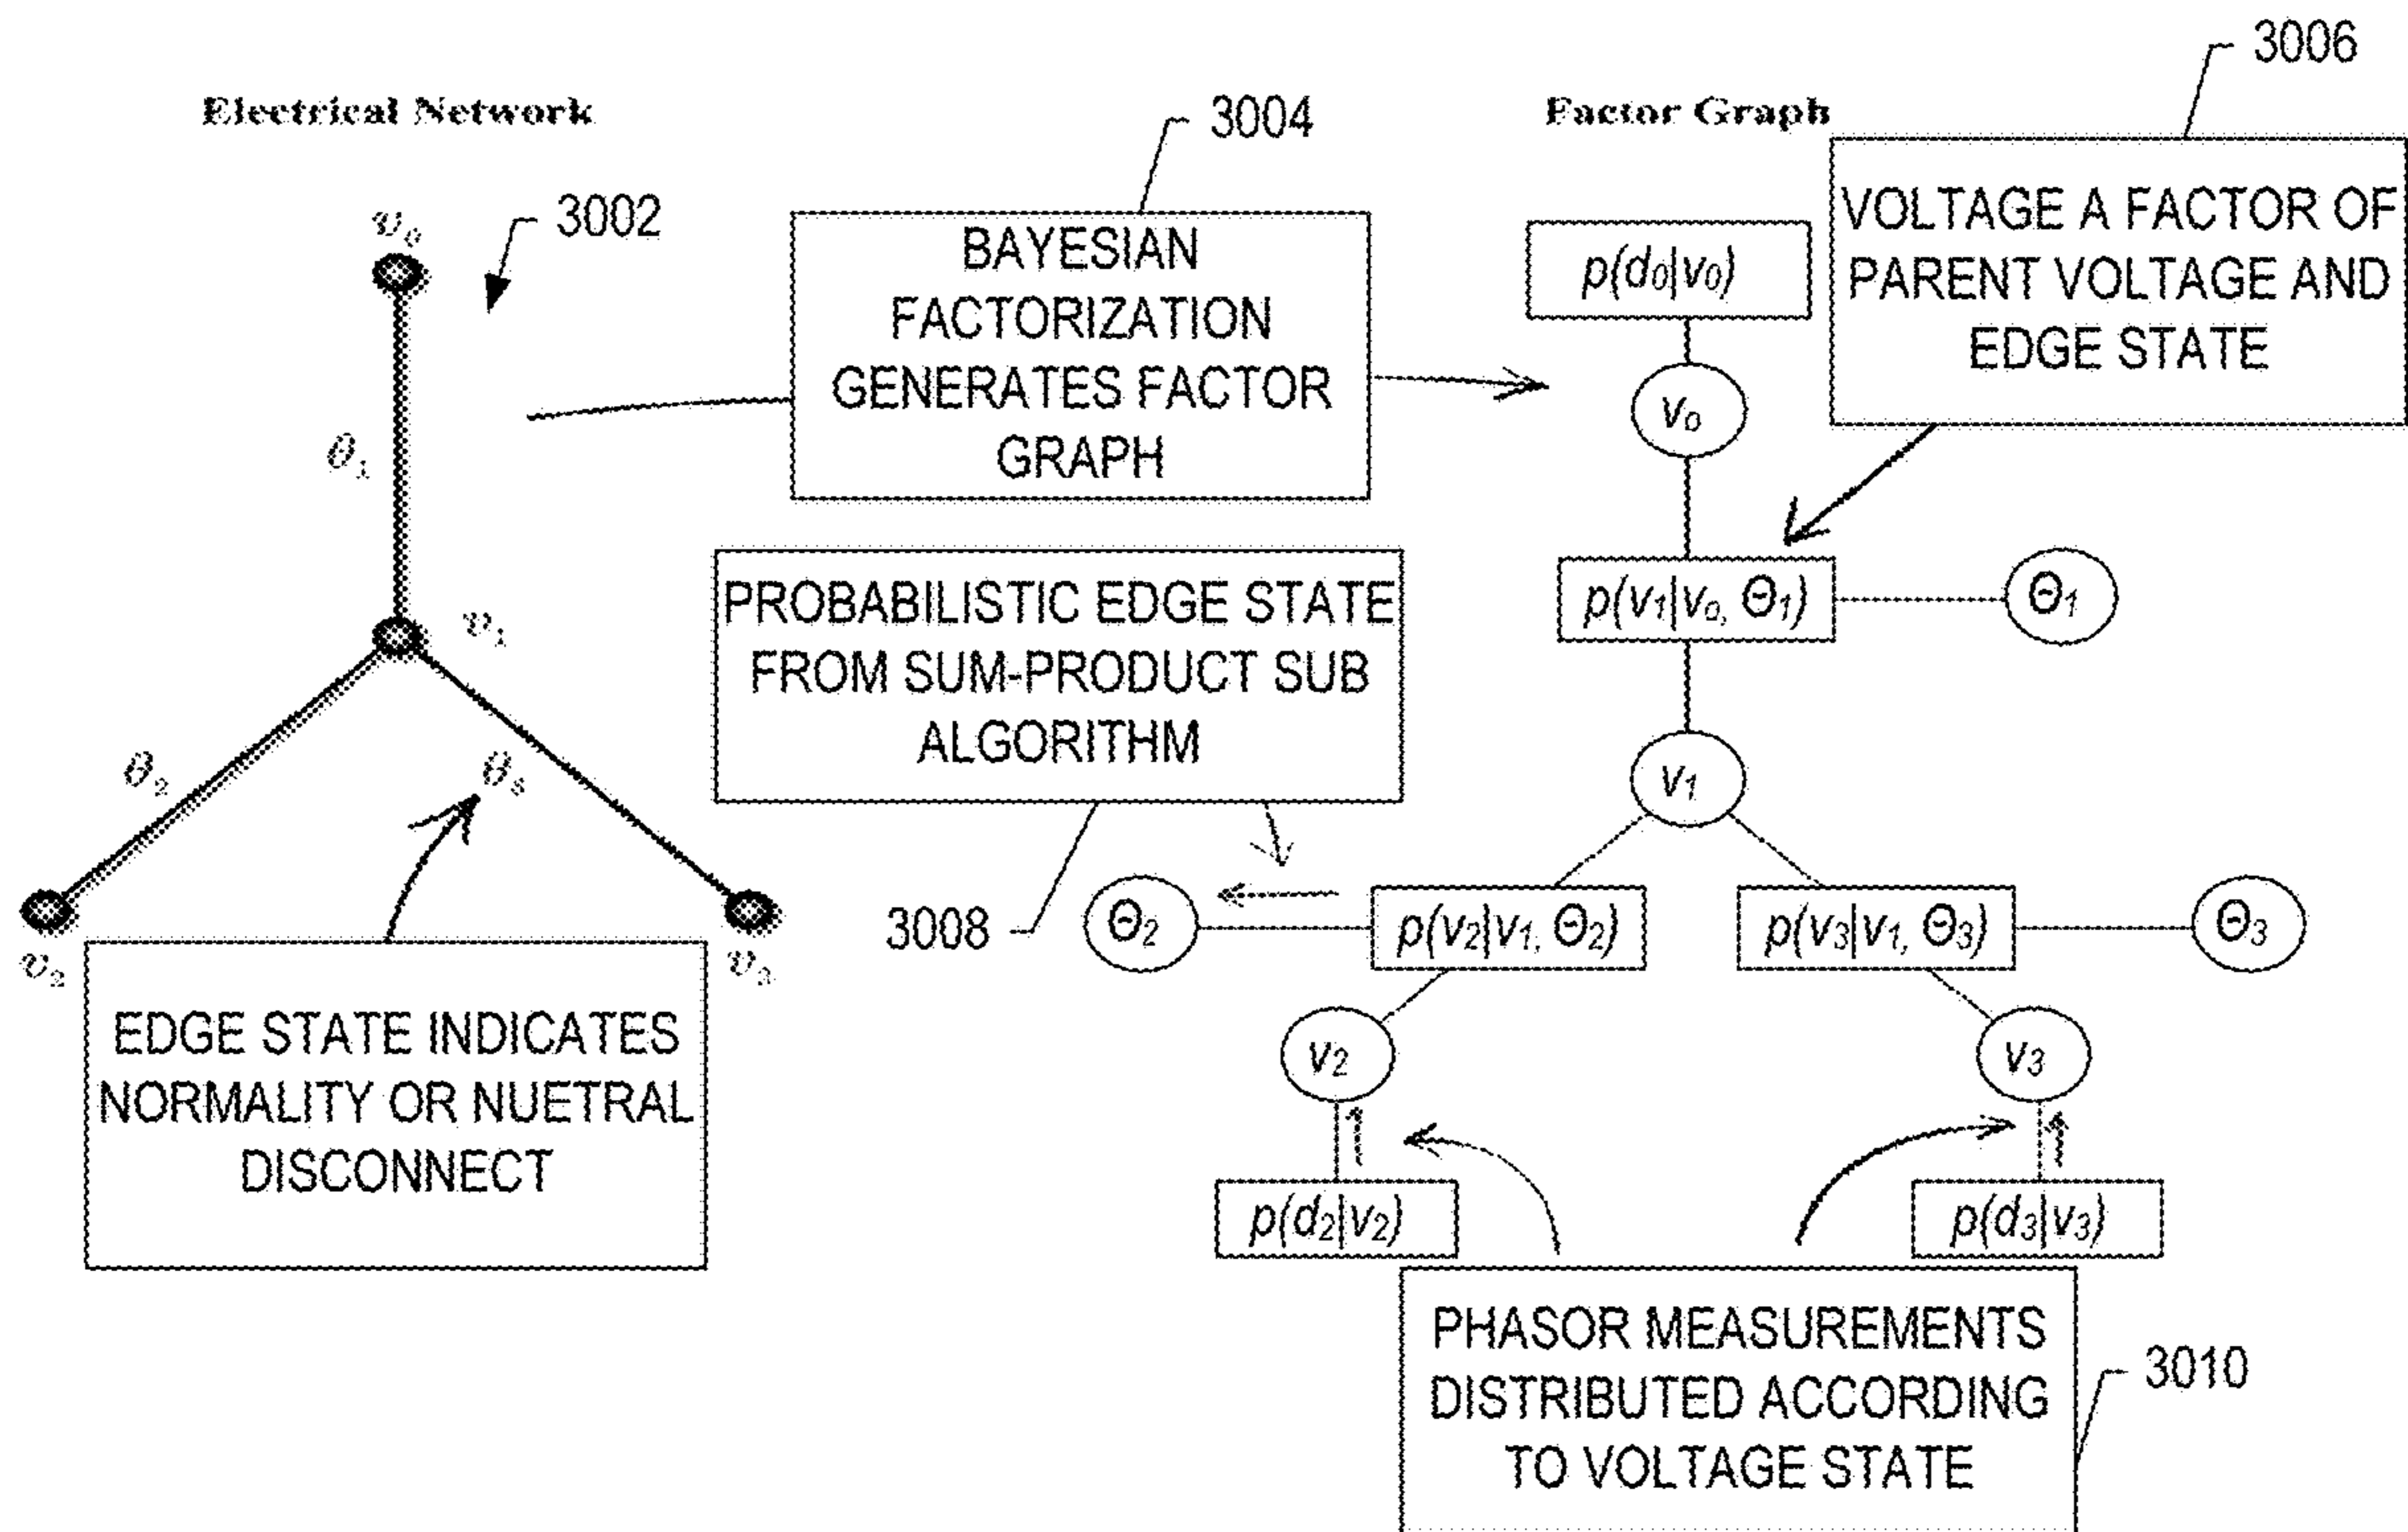 Electrical Network
Factor Graph
3002
3004
3006
v₀
θ₁
v₁
θ₂
θ₃
v₂
v₃
BAYESIAN
FACTORIZATION
GENERATES FACTOR
GRAPH
VOLTAGE A FACTOR OF
PARENT VOLTAGE AND
EDGE STATE
PROBABILISTIC EDGE STATE
FROM SUM-PRODUCT SUB
ALGORITHM
3008
EDGE STATE INDICATES
NORMALITY OR NUETRAL
DISCONNECT
p(d₀|v₀)
v₀
p(v₁|v₀, Θ₁)
Θ₁
v₁
Θ₂
p(v₂|v₁, Θ₂)
p(v₃|v₁, Θ₃)
Θ₃
v₂
v₃
p(d₂|v₂)
p(d₃|v₃)
PHASOR MEASUREMENTS
DISTRIBUTED ACCORDING
TO VOLTAGE STATE
3010